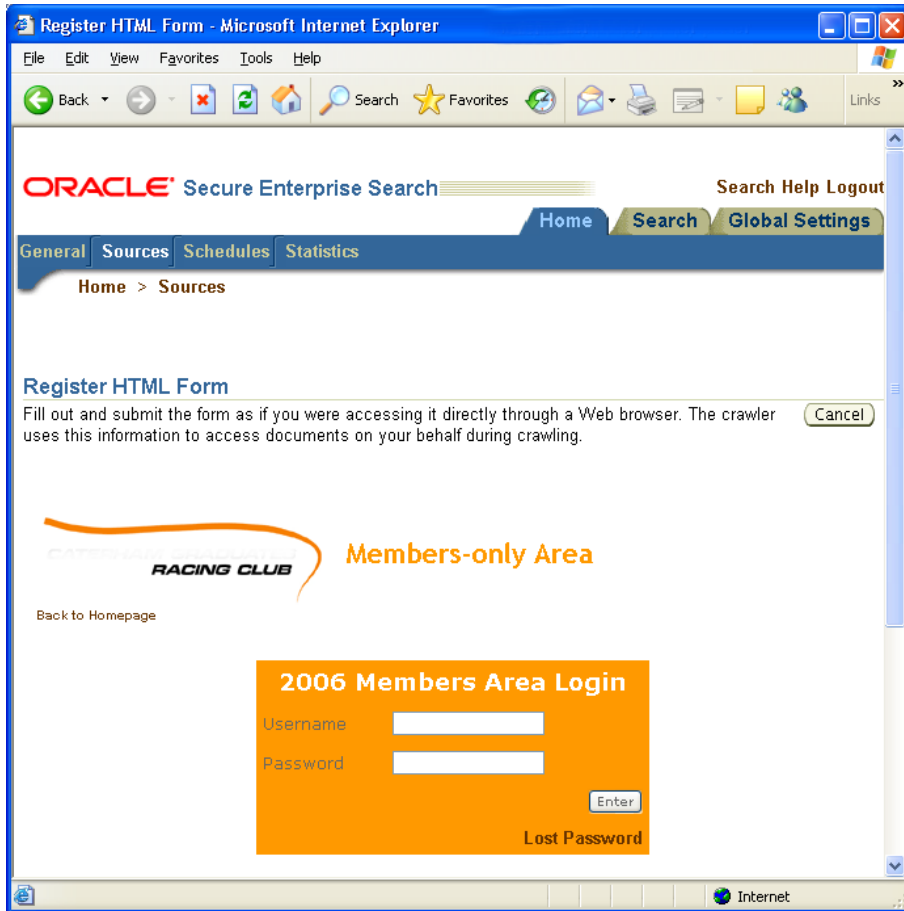 Register HTML Form - Microsoft Internet Explorer
File Edit View Favorites Tools Help
Back Search Favorites Links »
ORACLE Secure Enterprise Search Search Help Logout
Home Search Global Settings
General Sources Schedules Statistics
Home > Sources
Register HTML Form
Fill out and submit the form as if you were accessing it directly through a Web browser. The crawler Cancel
uses this information to access documents on your behalf during crawling.
CATERHAM GRADUATES
RACING CLUB Members-only Area
Back to Homepage
2006 Members Area Login
Username
Password
Enter
Lost Password
Internet